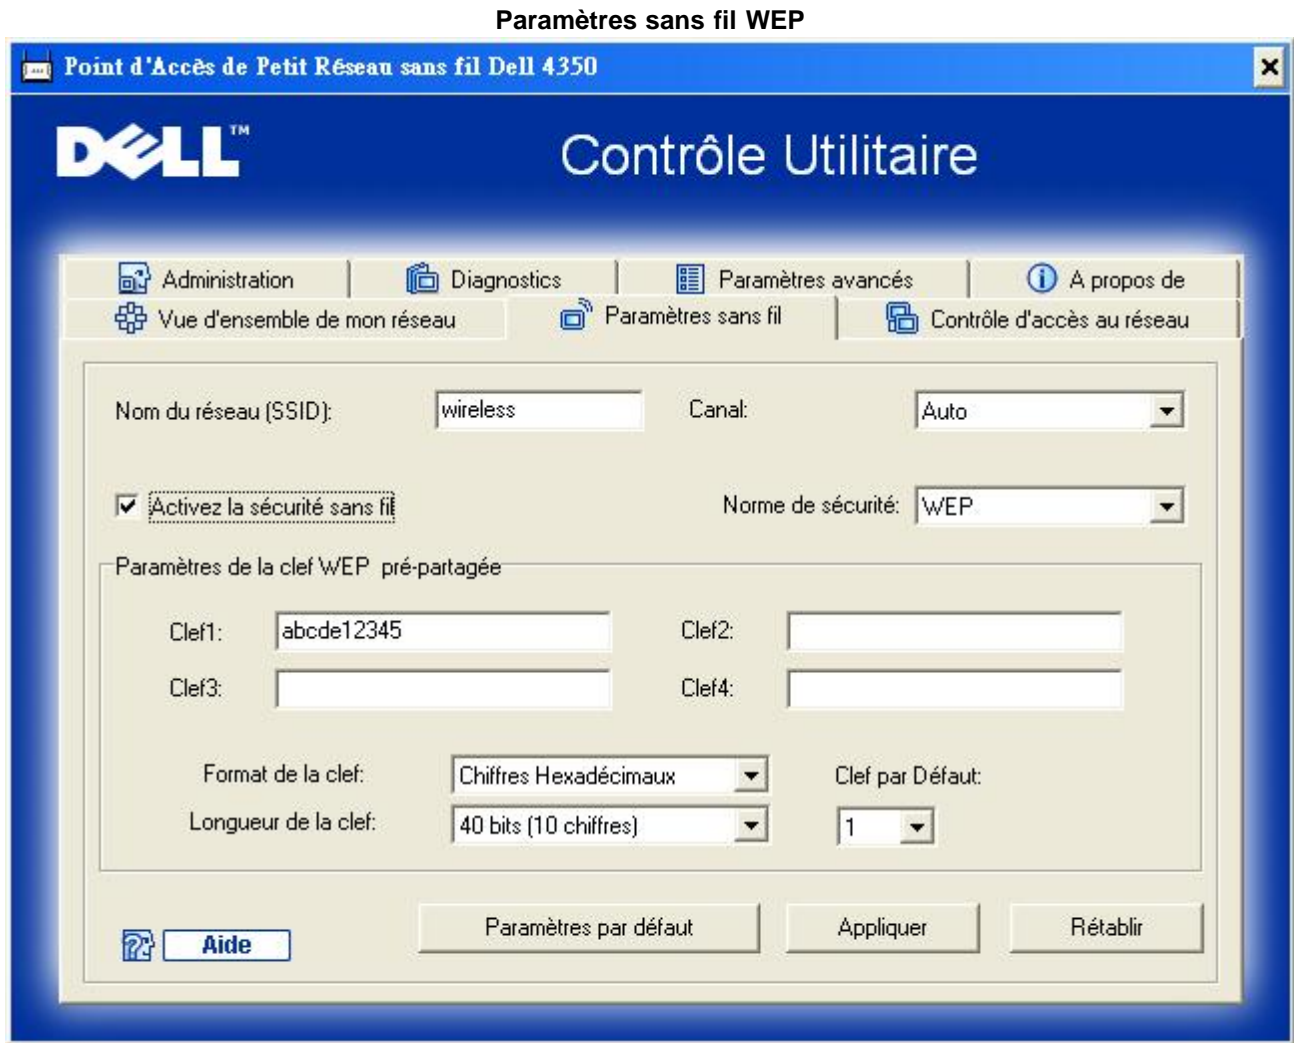 Paramètres sans fil WEP
Point d'Accès de Petit Réseau sans fil Dell 4350
DELL™
Contrôle Utilitaire
Administration
Diagnostics
Paramètres avancés
A propos de
Vue d'ensemble de mon réseau
Paramètres sans fil
Contrôle d'accès au réseau
Nom du réseau (SSID): wireless
Canal: Auto
Activez la sécurité sans fil
Norme de sécurité: WEP
Paramètres de la clef WEP pré-partagée
Clef1: abcde12345
Clef2:
Clef3:
Clef4:
Format de la clef: Chiffres Hexadécimaux
Clef par Défaut:
Longueur de la clef: 40 bits (10 chiffres)
1
Aide
Paramètres par défaut
Appliquer
Rétablir